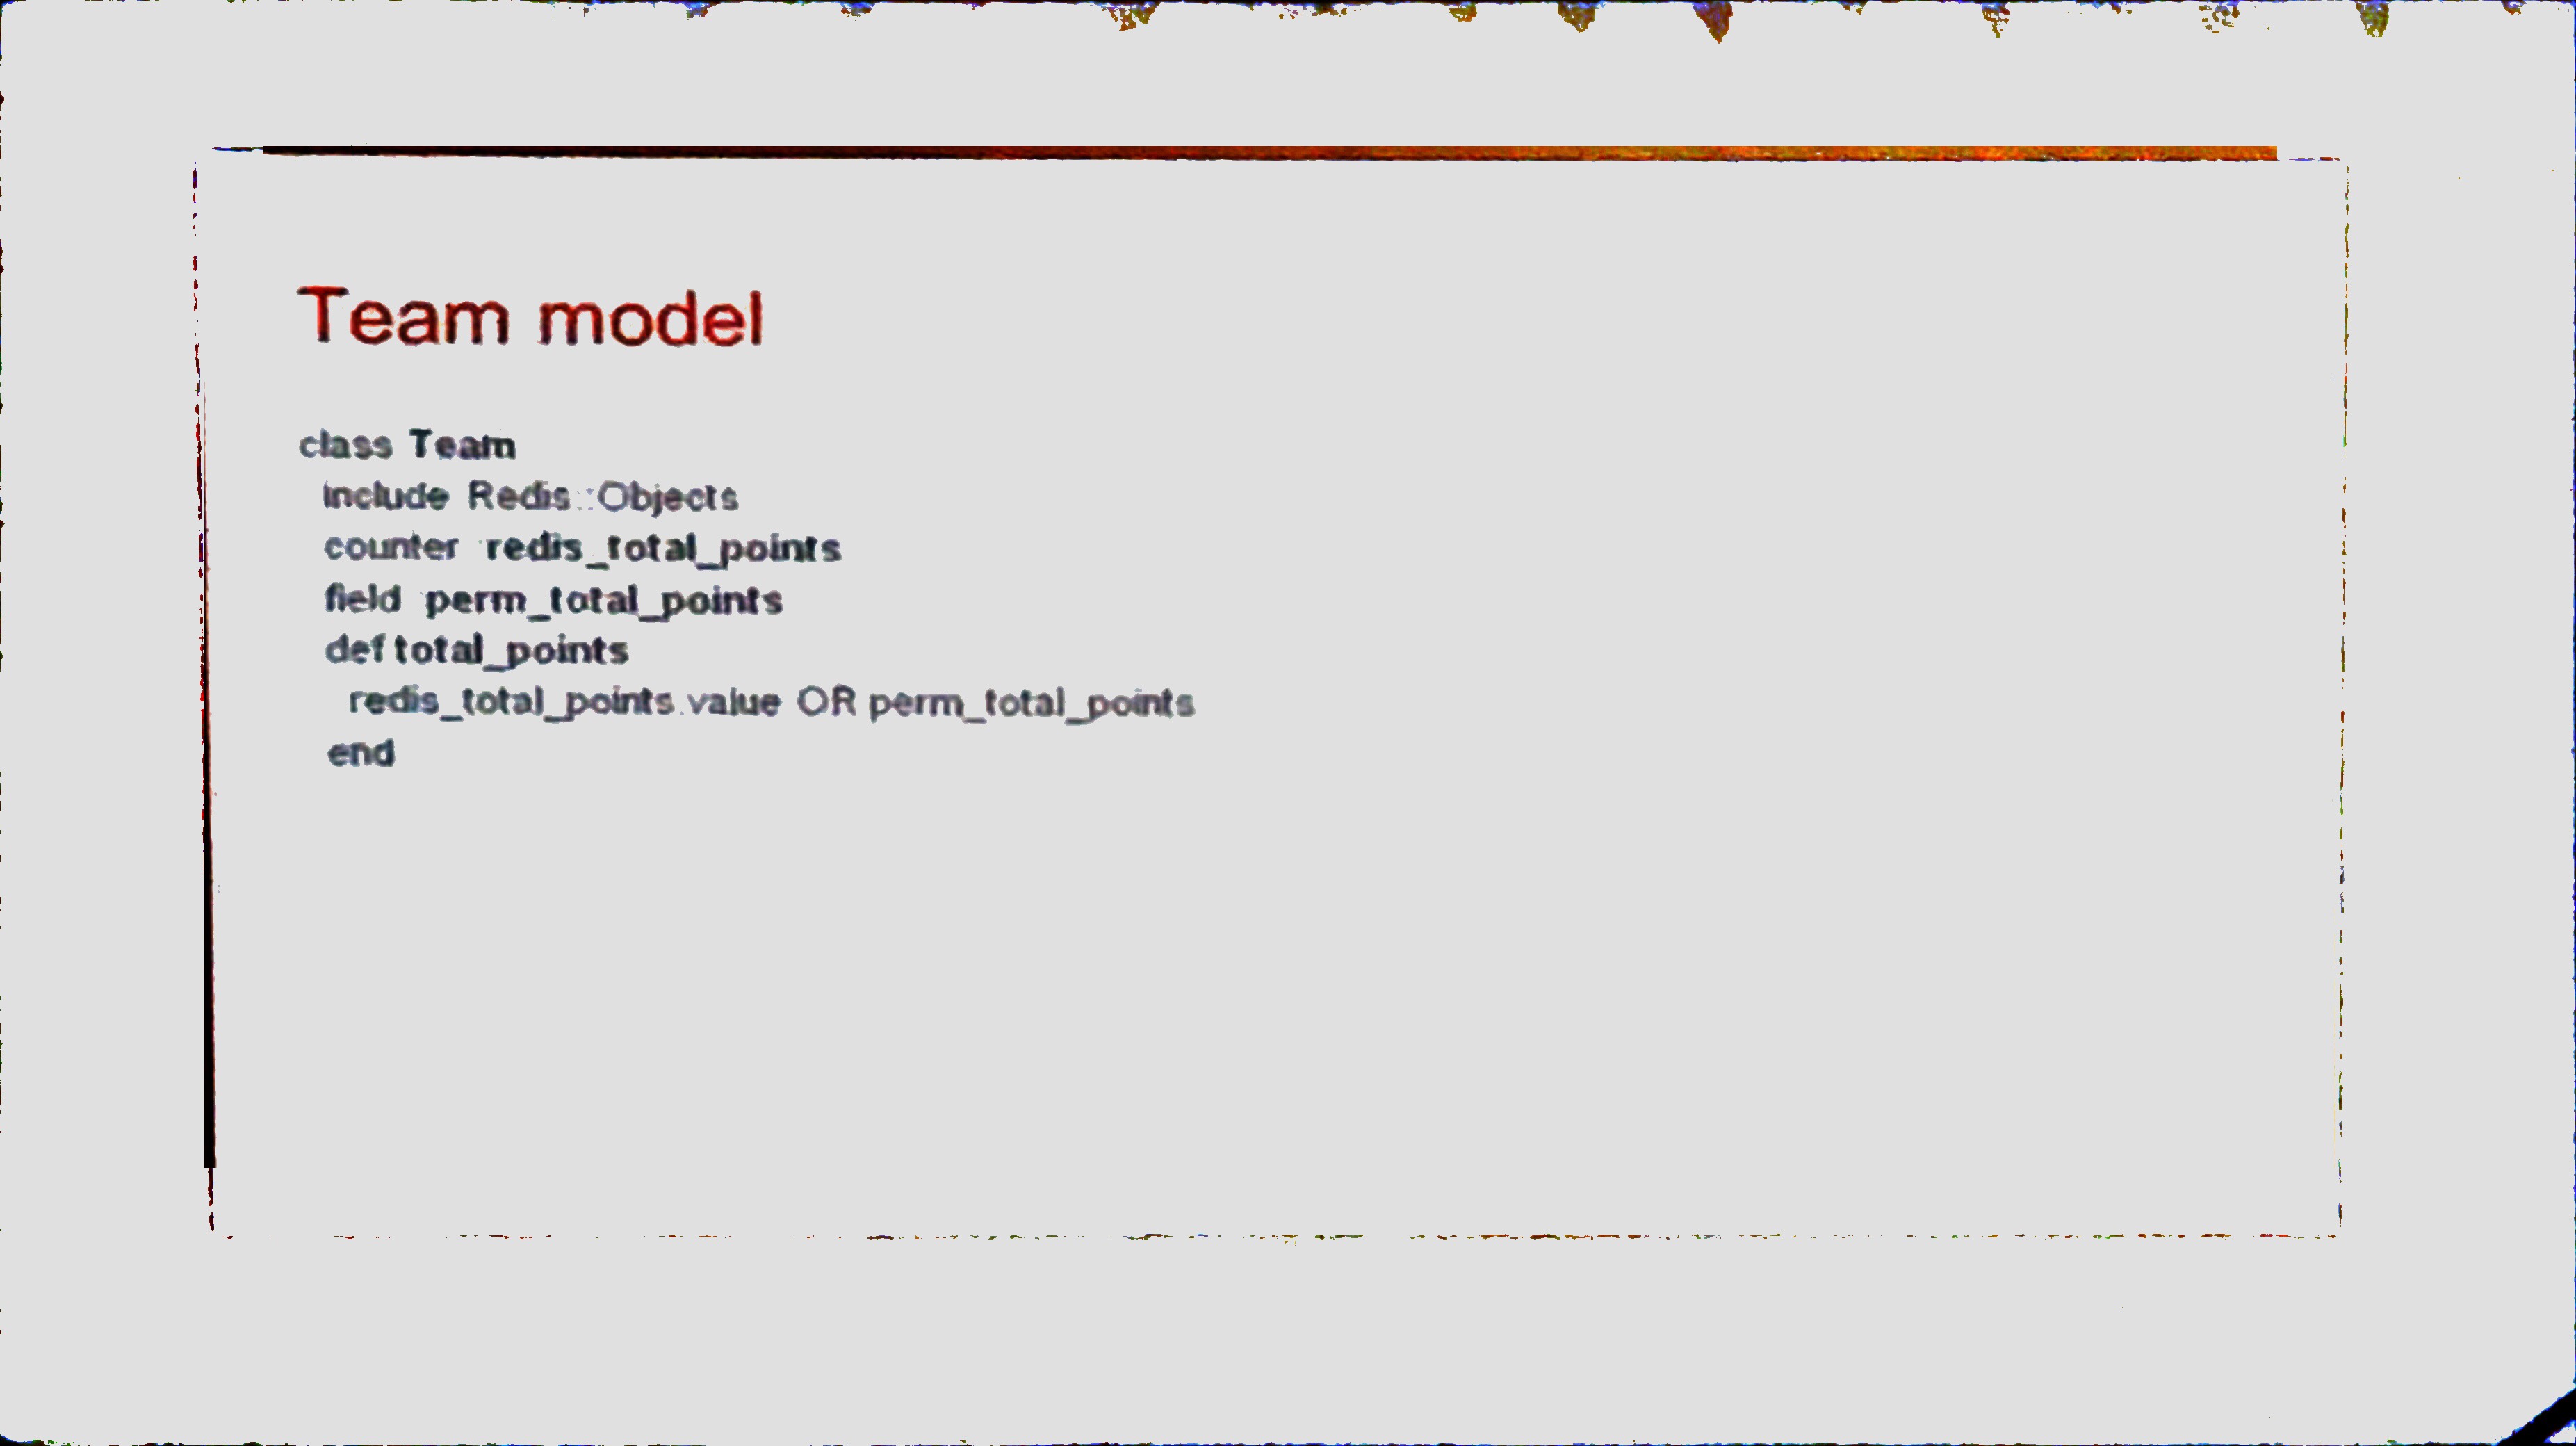 Team model
class Team
include Redis::Objects
counter redis_total_points
field perm_total_points
def total_points
redis_total_points.value OR perm_total_points
end